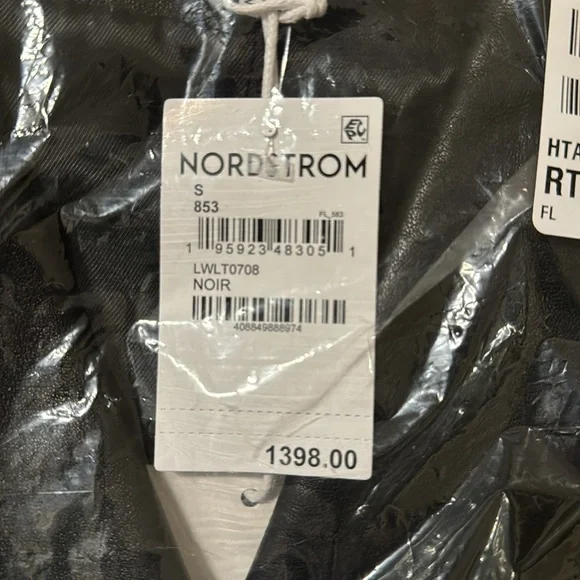 NORDSTROM
S
853
FL_583
1 95923 48305 1
LWLT0708
NOIR
408849888974
1398.00
HTA
RT
FL